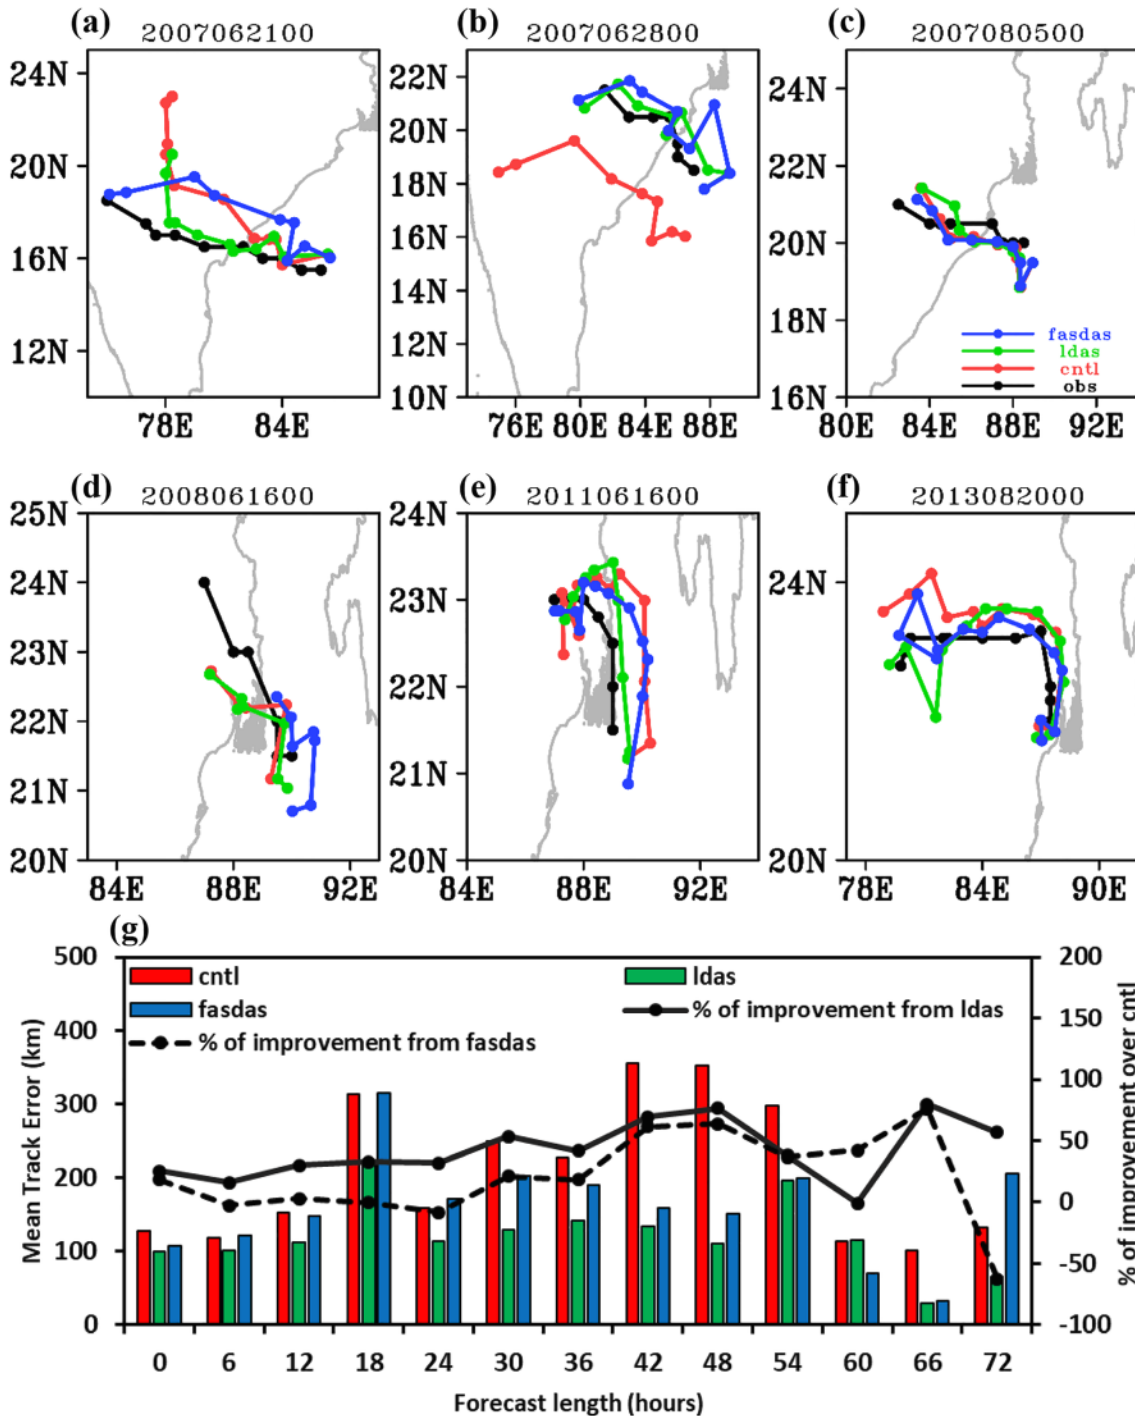 (a) (b) (c)
2007062100 2007062800 2007080500
24N 20N 16N 12N
78E 84E
22N 20N 18N 16N 14N 12N 10N
76E 80E 84E 88E
24N 22N 20N 18N 16N
80E 84E 88E 92E
fasdas
ldas
cntl
obs
(d) (e) (f)
2008061600 2011061600 2013082000
25N 24N 23N 22N 21N 20N
84E 88E 92E
24N 23N 22N 21N 20N
84E 88E 92E
24N 20N
78E 84E 90E
(g)
cntl ldas
fasdas % of improvement from ldas
% of improvement from fasdas
Mean Track Error (km)
500 400 300 200 100 0
% of improvement over cntl
200 150 100 50 0 -50 -100
0 6 12 18 24 30 36 42 48 54 60 66 72
Forecast length (hours)